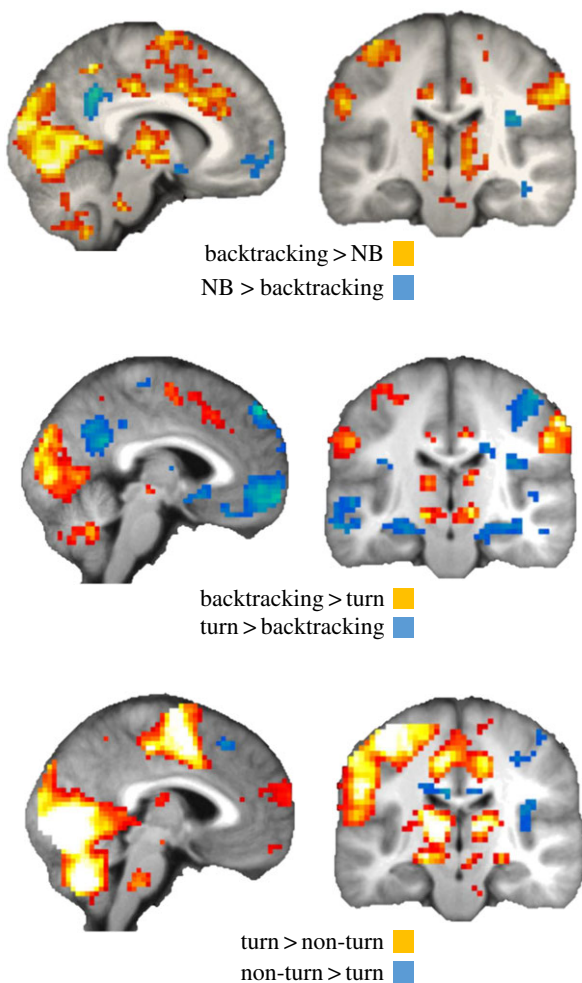 backtracking > NB
NB > backtracking
backtracking > turn
turn > backtracking
turn > non-turn
non-turn > turn